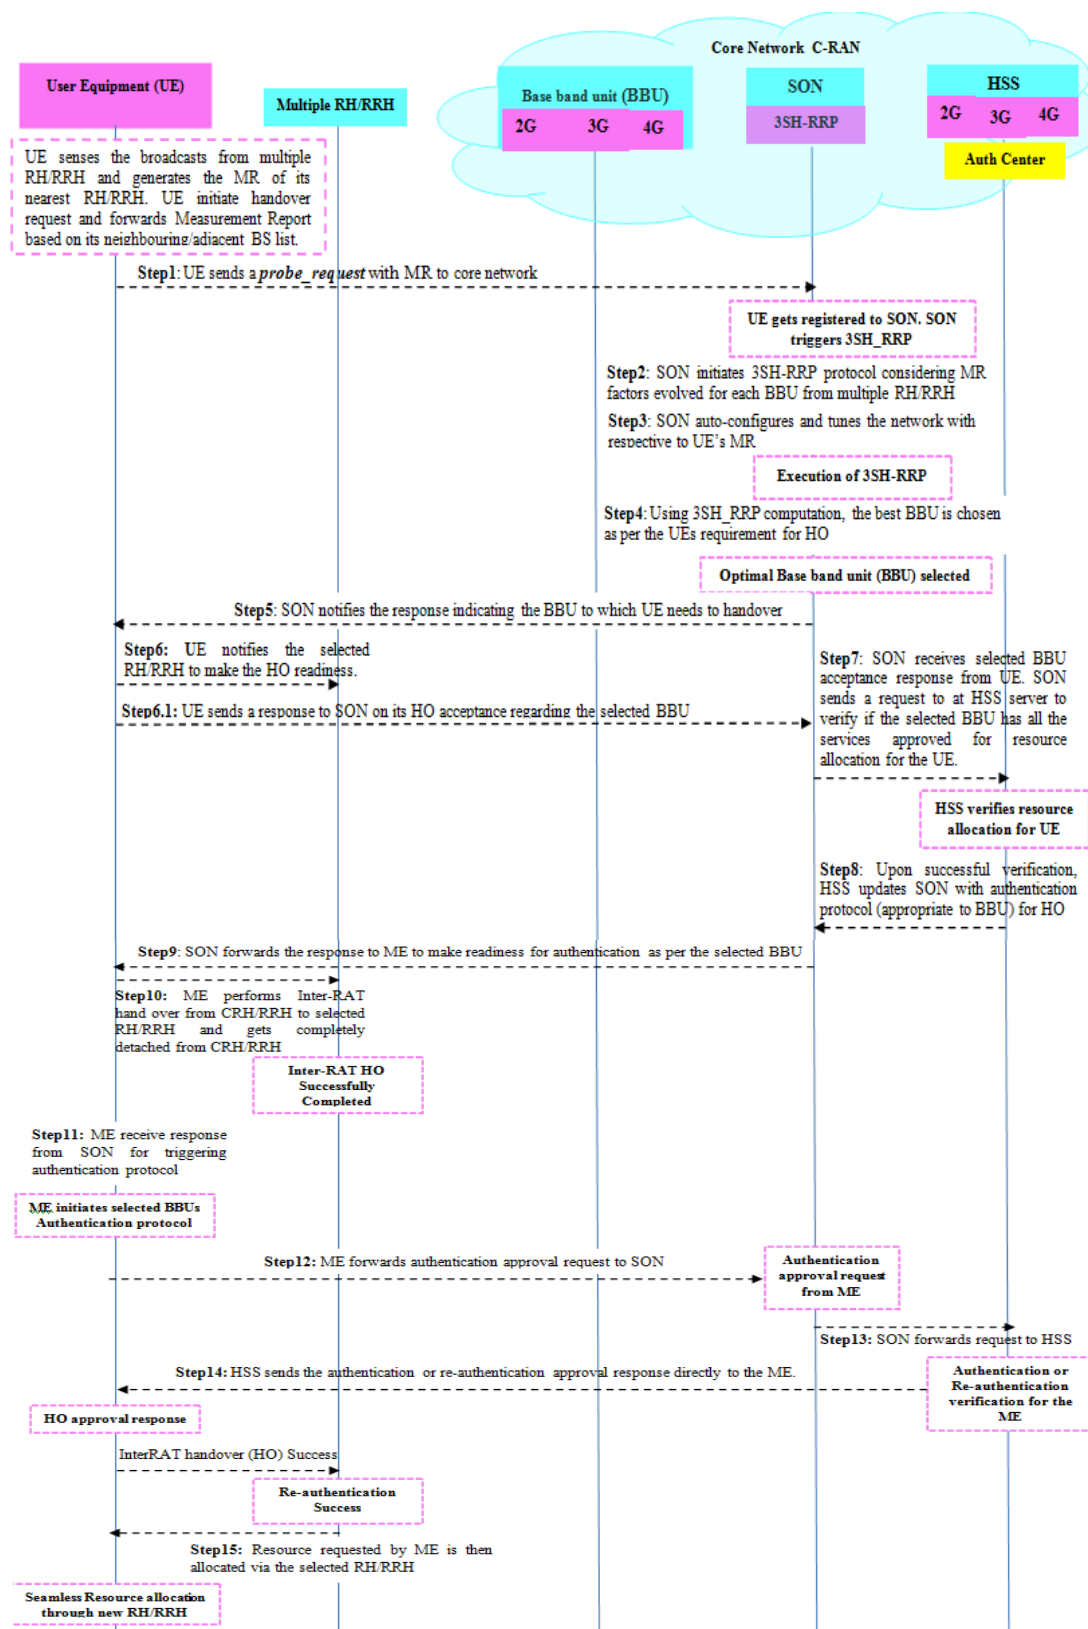 Core Network C-RAN
User Equipment (UE)
Multiple RH/RRH
Base band unit (BBU)
2G 3G 4G
SON
3SH-RRP
HSS
2G 3G 4G
Auth Center
UE senses the broadcasts from multiple
RH/RRH and generates the MR of its
nearest RH/RRH. UE initiate handover
request and forwards Measurement Report
based on its neighbouring/adjacent BS list.
Step1: UE sends a probe_request with MR to core network
UE gets registered to SON. SON
triggers 3SH_RRP
Step2: SON initiates 3SH-RRP protocol considering MR
factors evolved for each BBU from multiple RH/RRH
Step3: SON auto-configures and tunes the network with
respective to UE's MR
Execution of 3SH-RRP
Step4: Using 3SH_RRP computation, the best BBU is chosen
as per the UEs requirement for HO
Optimal Base band unit (BBU) selected
Step5: SON notifies the response indicating the BBU to which UE needs to handover
Step6: UE notifies the selected
RH/RRH to make the HO readiness.
Step6.1: UE sends a response to SON on its HO acceptance regarding the selected BBU
Step7: SON receives selected BBU
acceptance response from UE. SON
sends a request to at HSS server to
verify if the selected BBU has all the
services approved for resource
allocation for the UE.
HSS verifies resource
allocation for UE
Step8: Upon successful verification,
HSS updates SON with authentication
protocol (appropriate to BBU) for HO
Step9: SON forwards the response to ME to make readiness for authentication as per the selected BBU
Step10: ME performs Inter-RAT
hand over from CRH/RRH to selected
RH/RRH and gets completely
detached from CRH/RRH
Inter-RAT HO
Successfully
Completed
Step11: ME receive response
from SON for triggering
authentication protocol
ME initiates selected BBUs
Authentication protocol
Step12: ME forwards authentication approval request to SON
Authentication
approval request
from ME
Step13: SON forwards request to HSS
Step14: HSS sends the authentication or re-authentication approval response directly to the ME.
Authentication or
Re-authentication
verification for the
ME
HO approval response
InterRAT handover (HO) Success
Re-authentication
Success
Step15: Resource requested by ME is then
allocated via the selected RH/RRH
Seamless Resource allocation
through new RH/RRH